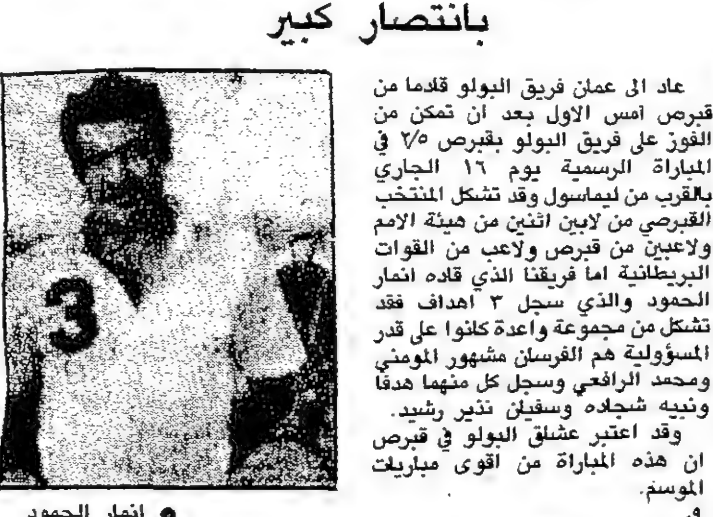 بانتصار كبير
عاد الى عمان فريق البولو قادما من
قبرص امس الاول بعد ان تمكن من
الفوز على فريق البولو بقبرص ٢/٥ في
المباراة الرسمية يوم ١٦ الجاري
بالقرب من ليماسول وقد تشكل المنتخب
القبرصي من لابين اثنين من هيئة الامم
ولاعبين من قبرص ولاعب من القوات
البريطانية اما فريقنا الذي قاده انمار
الحمود والذي سجل ٣ اهداف فقد
تشكل من مجموعة واعدة كانوا على قدر
المسؤولية هم الفرسان مشهور المومني
ومحمد الرافعي وسجل كل منهما هدفا
ونبيه شحاده وسفيان نذير رشيد.
وقد اعتبر عشاق البولو في قبرص
ان هذه المباراة من اقوى مباريات
الموسم.
3
● انمار الحمود